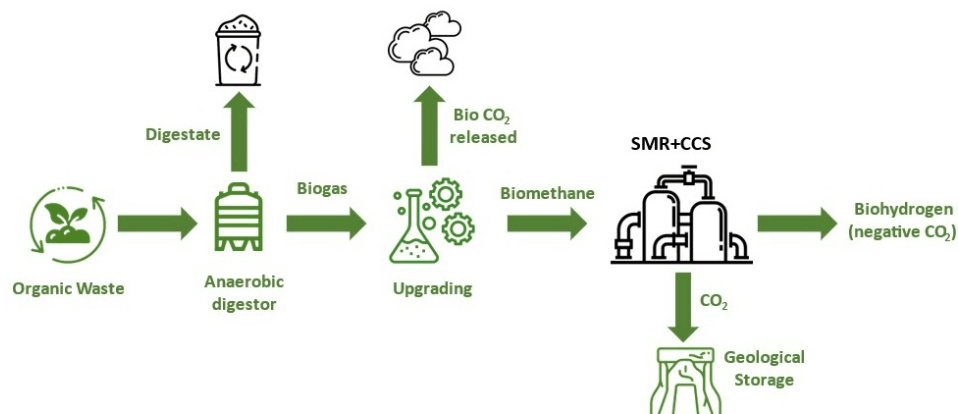 Digestate
Bio CO₂
released
SMR+CCS
Biogas
Biomethane
Biohydrogen
(negative CO₂)
Organic Waste
Anaerobic
digestor
Upgrading
CO₂
Geological
Storage